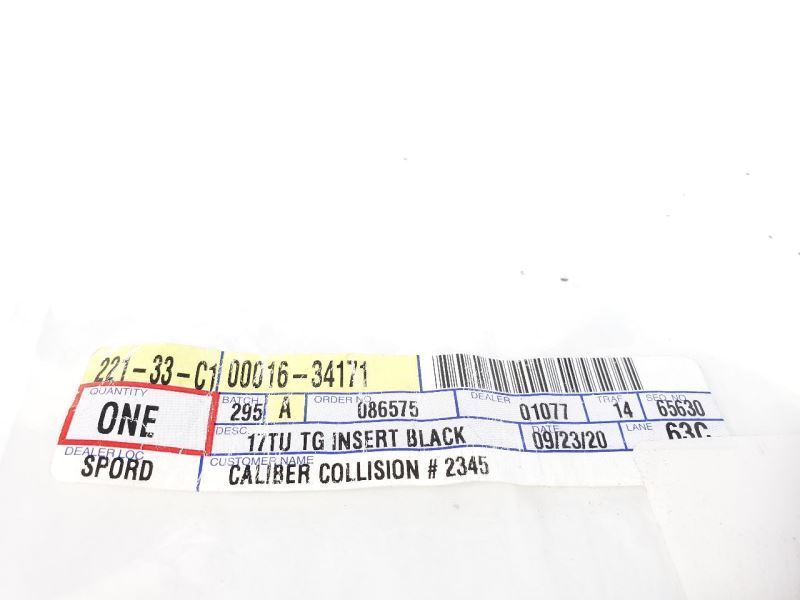 221-33-C1 00016-34171
QUANTITY ONE
BATCH 295 A ORDER NO. 086575 DEALER 01077 TRAF 14 SEQ NO 65630
DESC. 17TU TG INSERT BLACK DATE 09/23/20 LANE 63C
DEALER LOC SPORD CUSTOMER NAME CALIBER COLLISION # 2345